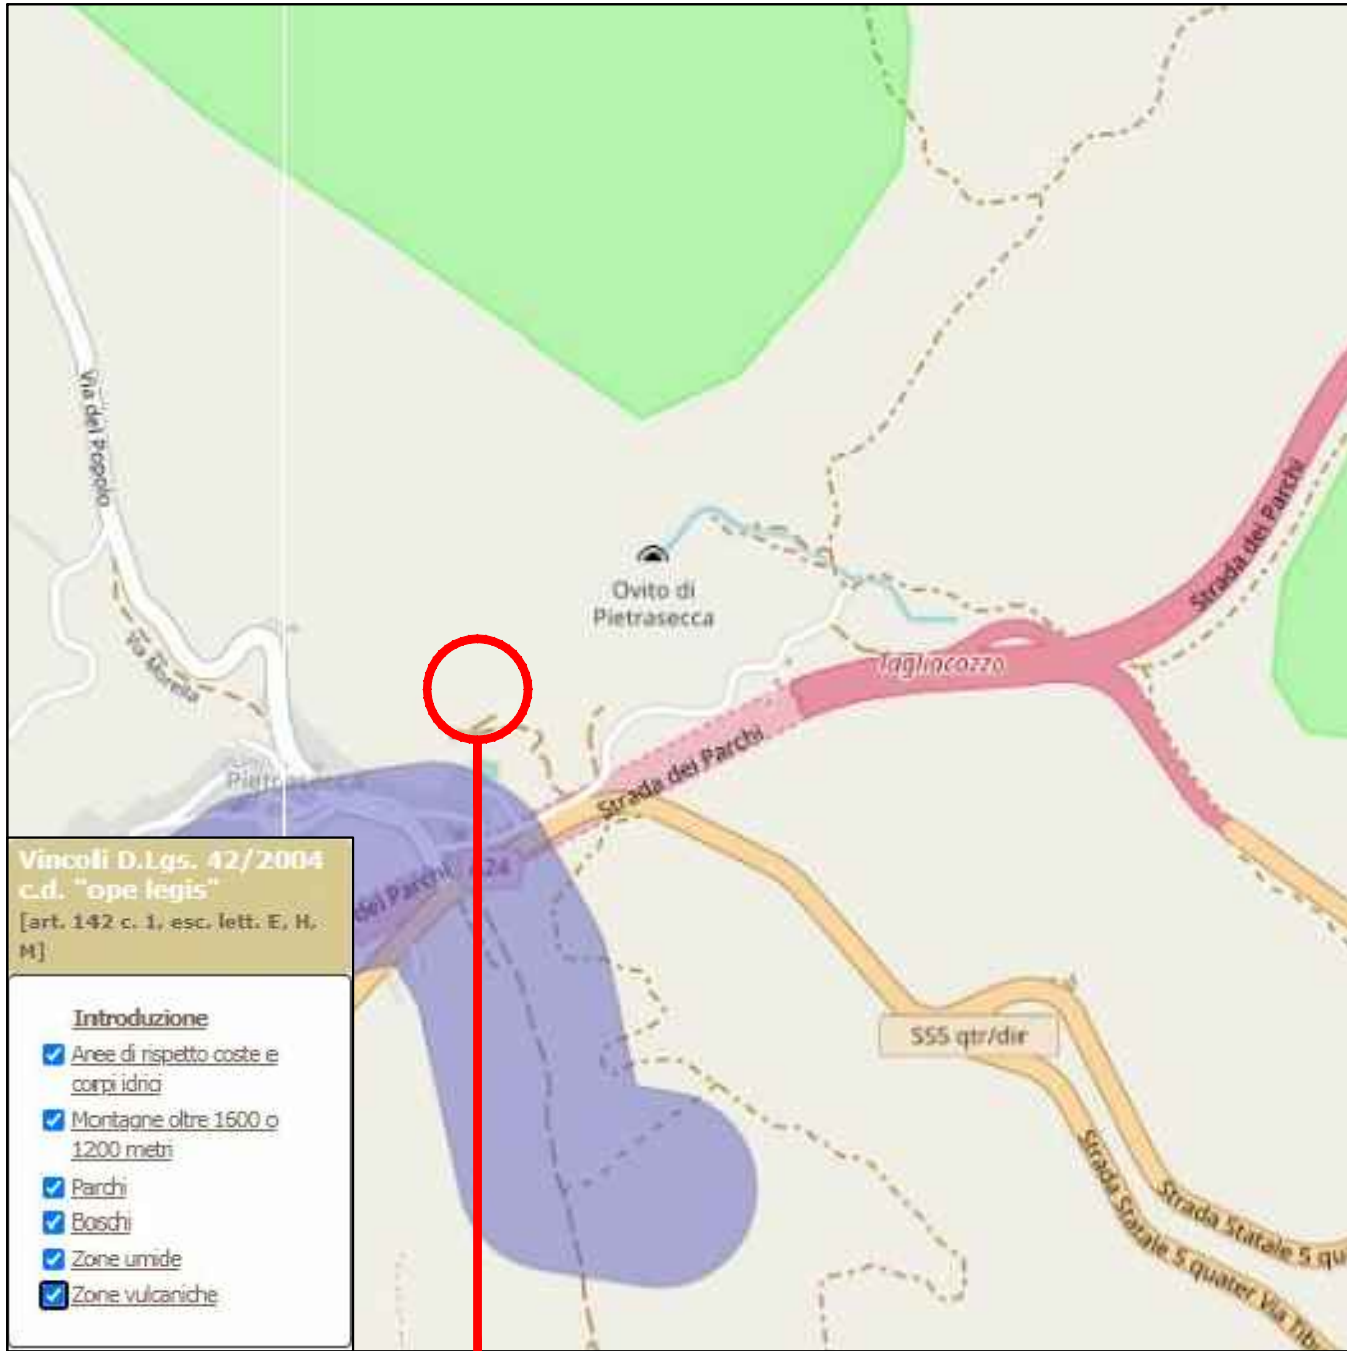 Via del Popolo
Via Morella
Ovito di
Pietrasecca
Tagliacozzo
Strada dei Parchi
Strada dei Parchi
Pietrasecca
dei Parchi
A24
SS5 qtr/dir
Strada Statale 5 qu
Strada Statale 5 quater Via Tibu
Vincoli D.Lgs. 42/2004
c.d. "ope legis"
[art. 142 c. 1, esc. lett. E, H,
M]
Introduzione
Aree di rispetto coste e
corpi idrici
Montagne oltre 1600 o
1200 metri
Parchi
Boschi
Zone umide
Zone vulcaniche